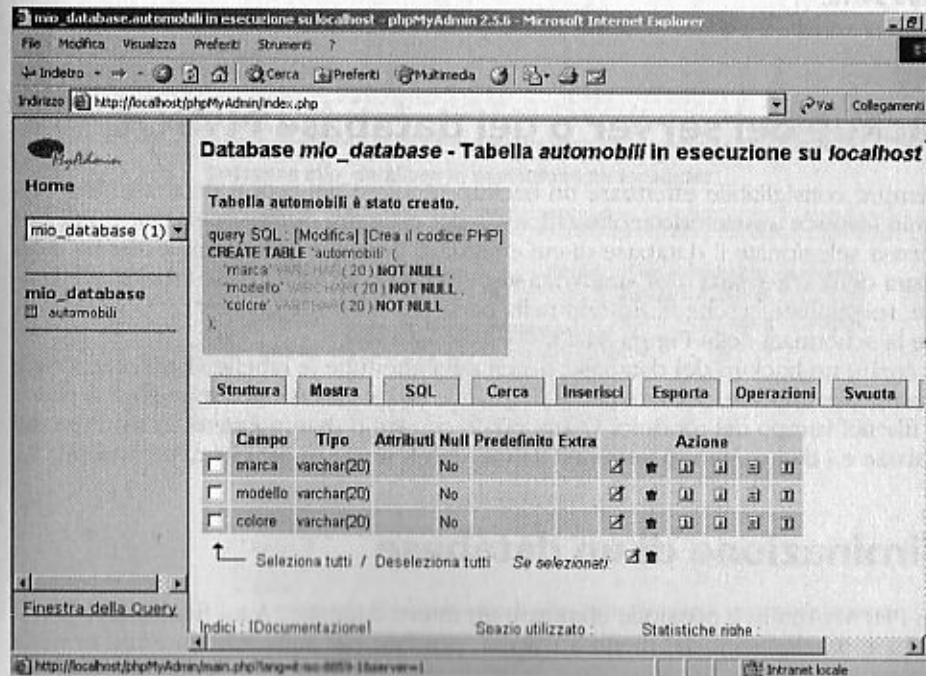 mio_database.automobili in esecuzione su localhost - phpMyAdmin 2.5.6 - Microsoft Internet Explorer
File Modifica Visualizza Preferiti Strumenti ?
Indietro Cerca Preferiti Multimedia
Indirizzo http://localhost/phpMyAdmin/index.php Vai Collegamenti
MyAdmin
Home
mio_database (1)
mio_database
automobili
Finestra della Query
Database mio_database - Tabella automobili in esecuzione su localhost
Tabella automobili è stato creato.
query SQL : [Modifica] [Crea il codice PHP]
CREATE TABLE `automobili` (
`marca` VARCHAR( 20 ) NOT NULL ,
`modello` VARCHAR( 20 ) NOT NULL ,
`colore` VARCHAR( 20 ) NOT NULL
);
Struttura Mostra SQL Cerca Inserisci Esporta Operazioni Svuota
Campo Tipo Attributi Null Predefinito Extra Azione
marca varchar(20) No
modello varchar(20) No
colore varchar(20) No
Seleziona tutti / Deseleziona tutti Se selezionati:
Indici : [Documentazione] Spazio utilizzato : Statistiche righe :
Intranet locale